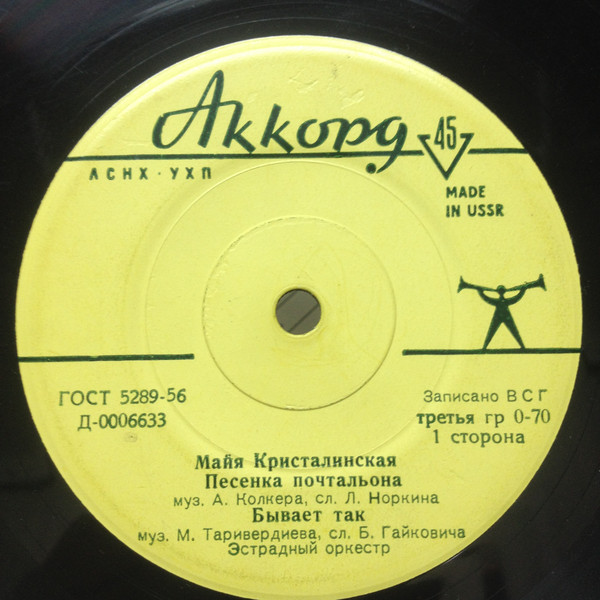 Аккорд
45
ЛСНХ · УХП
MADE
IN USSR
ГОСТ 5289-56
Д-0006633
Записано ВСГ
третья гр 0-70
1 сторона
Майя Кристалинская
Песенка почтальона
муз. А. Колкера, сл. Л. Норкина
Бывает так
муз. М. Таривердиева, сл. Б. Гайковича
Эстрадный оркестр